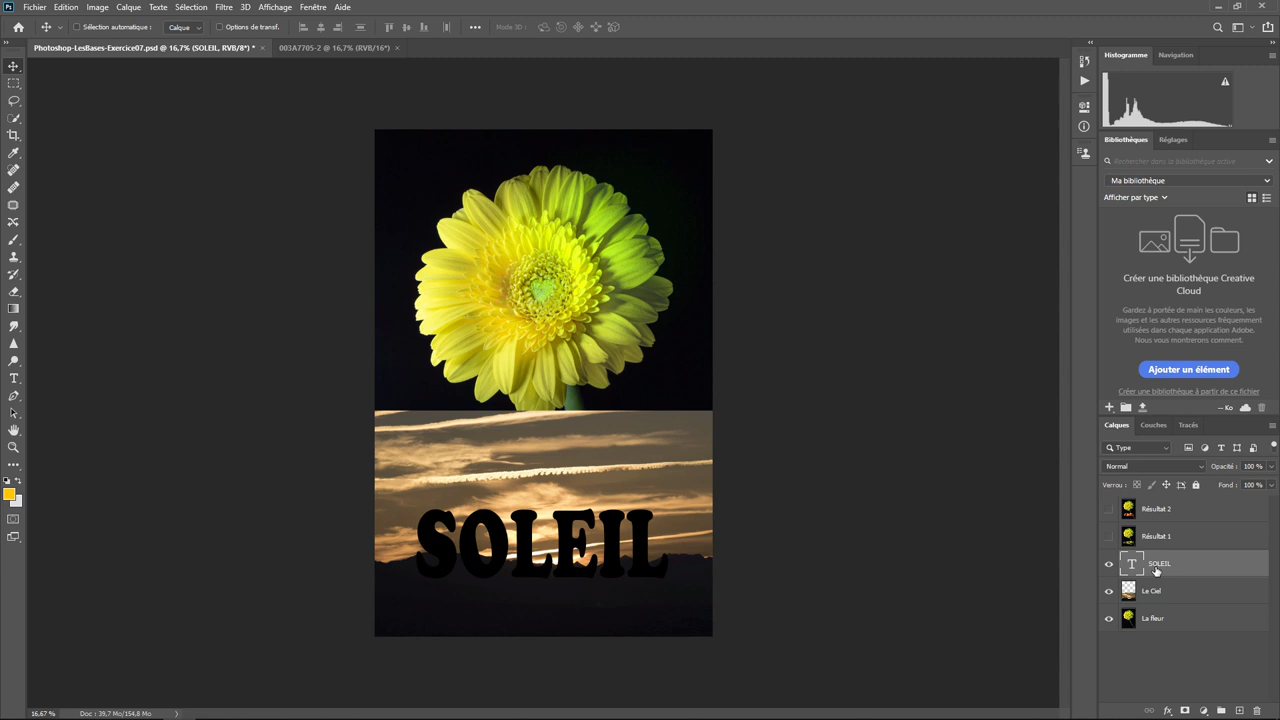 Ps Fichier Edition Image Calque Texte Sélection Filtre 3D Affichage Fenêtre Aide
Sélection automatique : Calque Options de transf. ••• Mode 3D :
Photoshop-LesBases-Exercice07.psd @ 16,7% (SOLEIL, RVB/8*) * × 003A7705-2 @ 16,7% (RVB/16*) ×
Histogramme Navigation
Bibliothèques Réglages
Rechercher dans la bibliothèque active
Ma bibliothèque
Afficher par type
Créer une bibliothèque Creative
Cloud
Gardez à portée de main les couleurs, les
images et les autres ressources fréquemment
utilisées dans chaque application Adobe.
Nous vous montrerons comment.
Ajouter un élément
Créer une bibliothèque à partir de ce fichier
-- Ko
Calques Couches Tracés
Type
Normal Opacité : 100 %
Verrou : Fond : 100 %
Résultat 2
Résultat 1
T SOLEIL
Le Ciel
La fleur
SOLEIL
16,67 % Doc : 39,7 Mo/154,8 Mo
fx